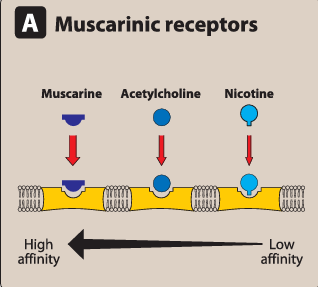 A Muscarinic receptors
Muscarine Acetylcholine Nicotine
High affinity
Low affinity